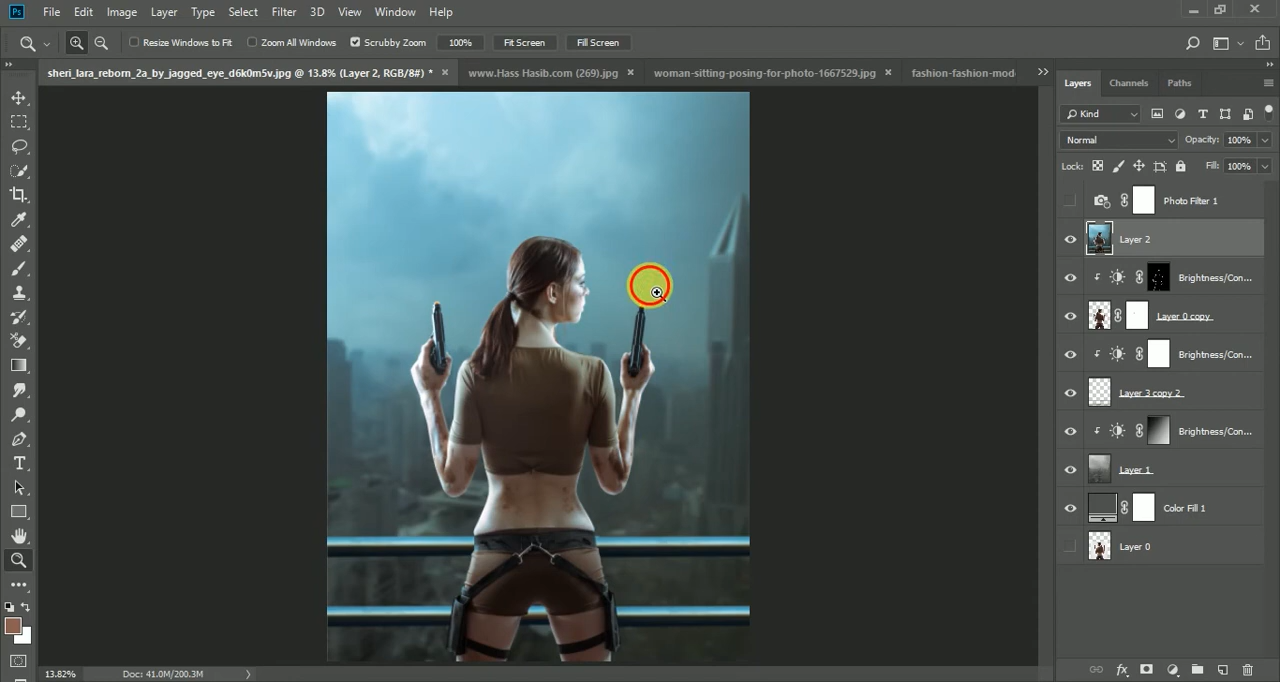 Ps File Edit Image Layer Type Select Filter 3D View Window Help
Resize Windows to Fit Zoom All Windows Scrubby Zoom 100% Fit Screen Fill Screen
sheri_lara_reborn_2a_by_jagged_eye_d6k0m5v.jpg @ 13.8% (Layer 2, RGB/8#) * www.Hass Hasib.com (269).jpg woman-sitting-posing-for-photo-1667529.jpg fashion-fashion-mod
Layers Channels Paths
Kind
Normal Opacity: 100%
Lock: Fill: 100%
Photo Filter 1
Layer 2
Brightness/Con...
Layer 0 copy
Brightness/Con...
Layer 3 copy 2
Brightness/Con...
Layer 1
Color Fill 1
Layer 0
13.82% Doc: 41.0M/200.3M